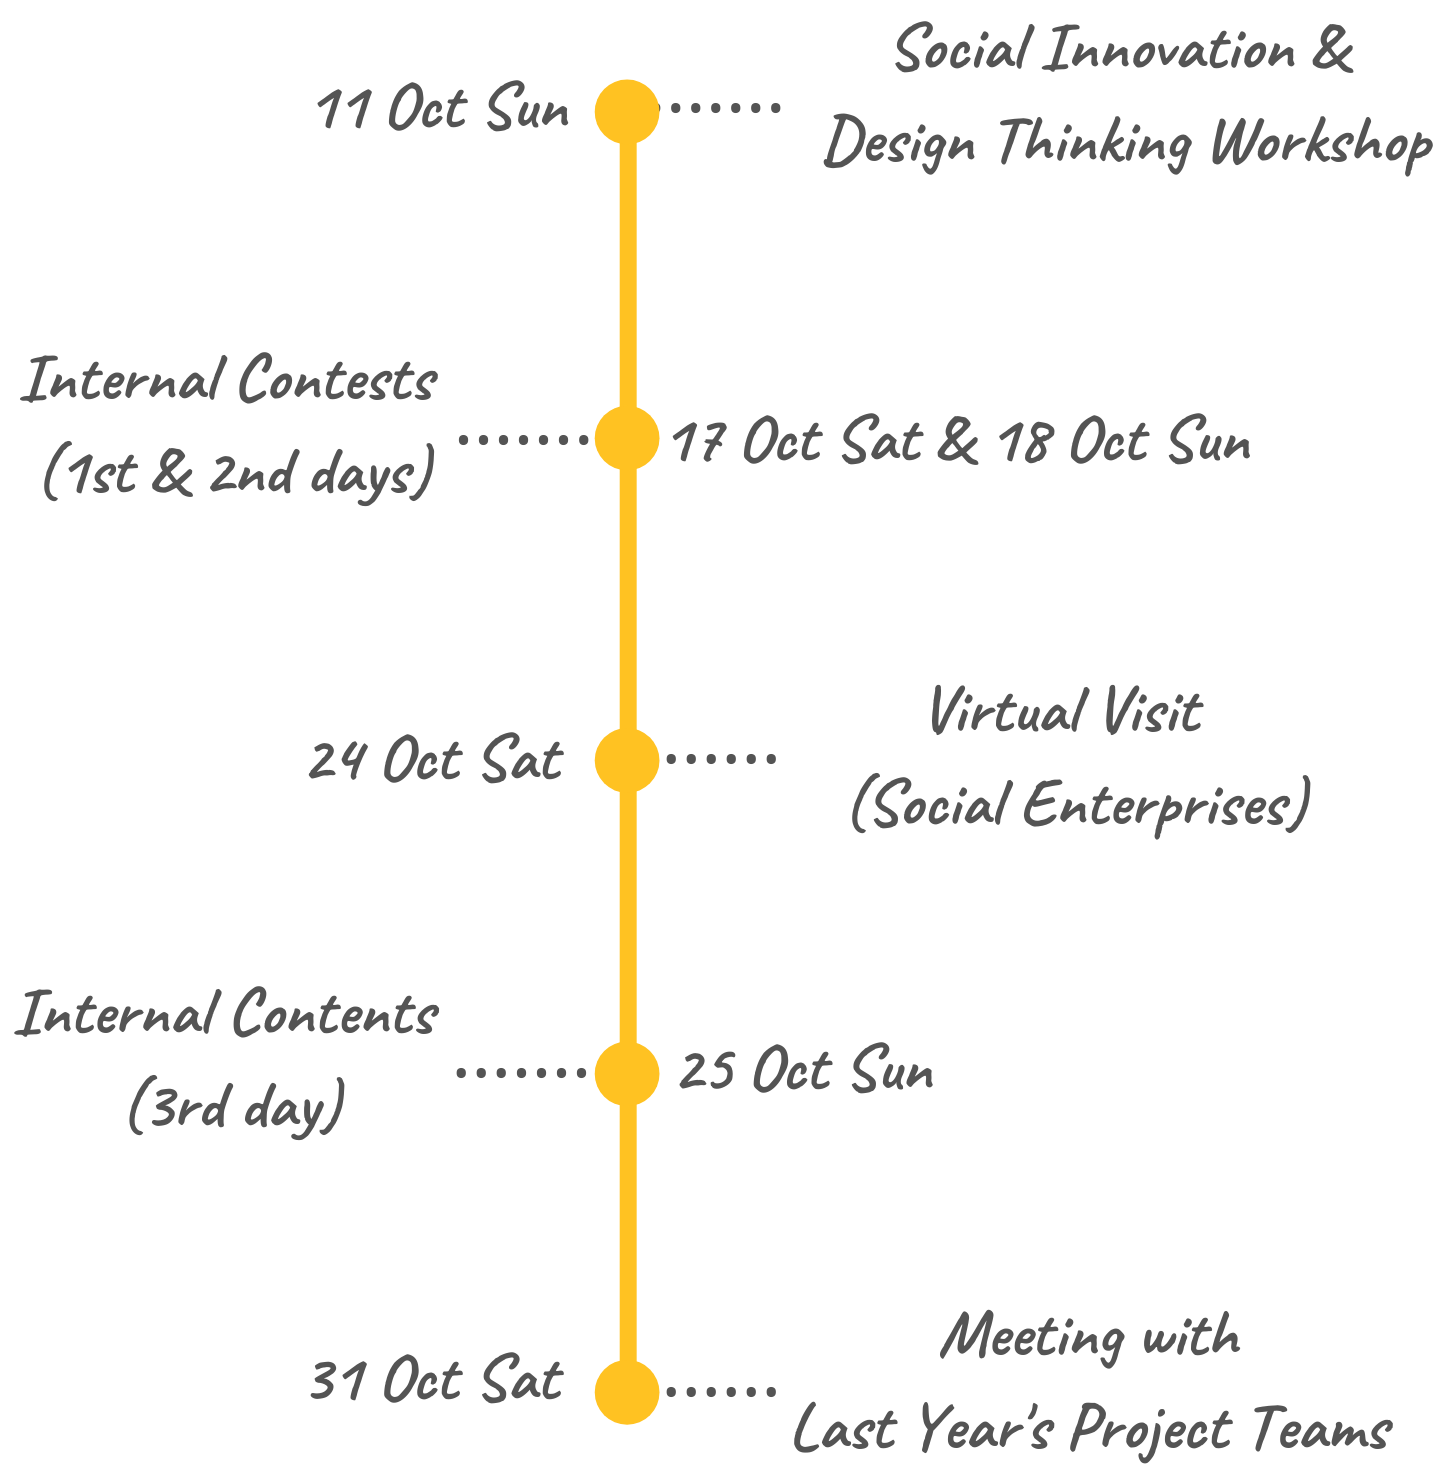 11 Oct Sun
Social Innovation &
Design Thinking Workshop
Internal Contests
(1st & 2nd days)
17 Oct Sat & 18 Oct Sun
24 Oct Sat
Virtual Visit
(Social Enterprises)
Internal Contents
(3rd day)
25 Oct Sun
31 Oct Sat
Meeting with
Last Year's Project Teams